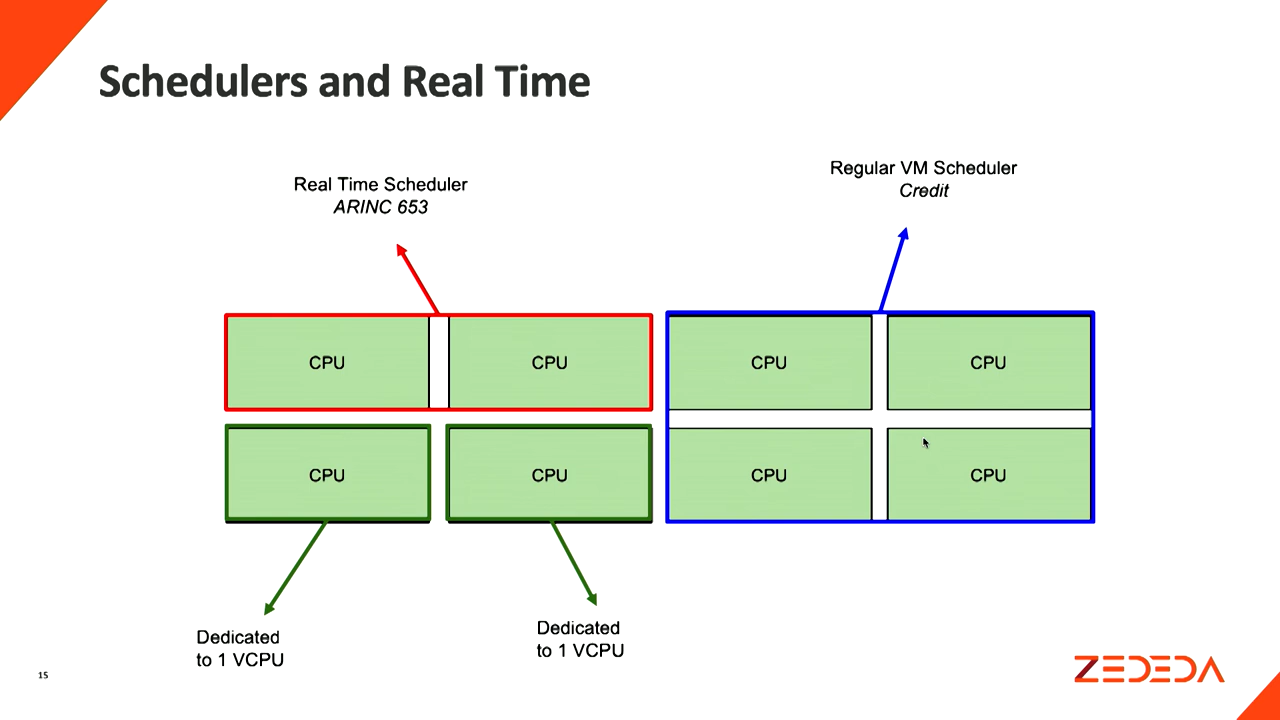 Schedulers and Real Time
Real Time Scheduler
ARINC 653
Regular VM Scheduler
Credit
CPU
CPU
CPU
CPU
CPU
CPU
CPU
CPU
Dedicated
to 1 VCPU
Dedicated
to 1 VCPU
15
ZEDEDA